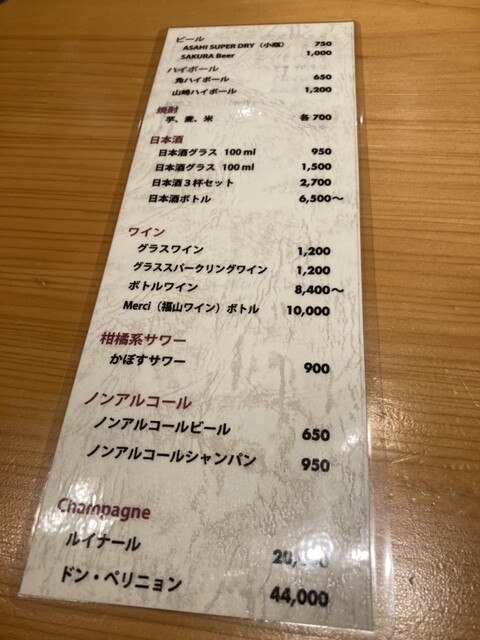 ビール
ASAHI SUPER DRY（小瓶） 750
SAKURA Beer 1,000
ハイボール
角ハイボール 650
山崎ハイボール 1,200
焼酎
芋、麦、米 各700
日本酒
日本酒グラス 100 ml 950
日本酒グラス 100 ml 1,500
日本酒３杯セット 2,700
日本酒ボトル 6,500〜
ワイン
グラスワイン 1,200
グラススパークリングワイン 1,200
ボトルワイン 8,400〜
Merci（福山ワイン）ボトル 10,000
柑橘系サワー
かぼすサワー 900
ノンアルコール
ノンアルコールビール 650
ノンアルコールシャンパン 950
Champagne
ルイナール
ドン・ペリニョン 44,000